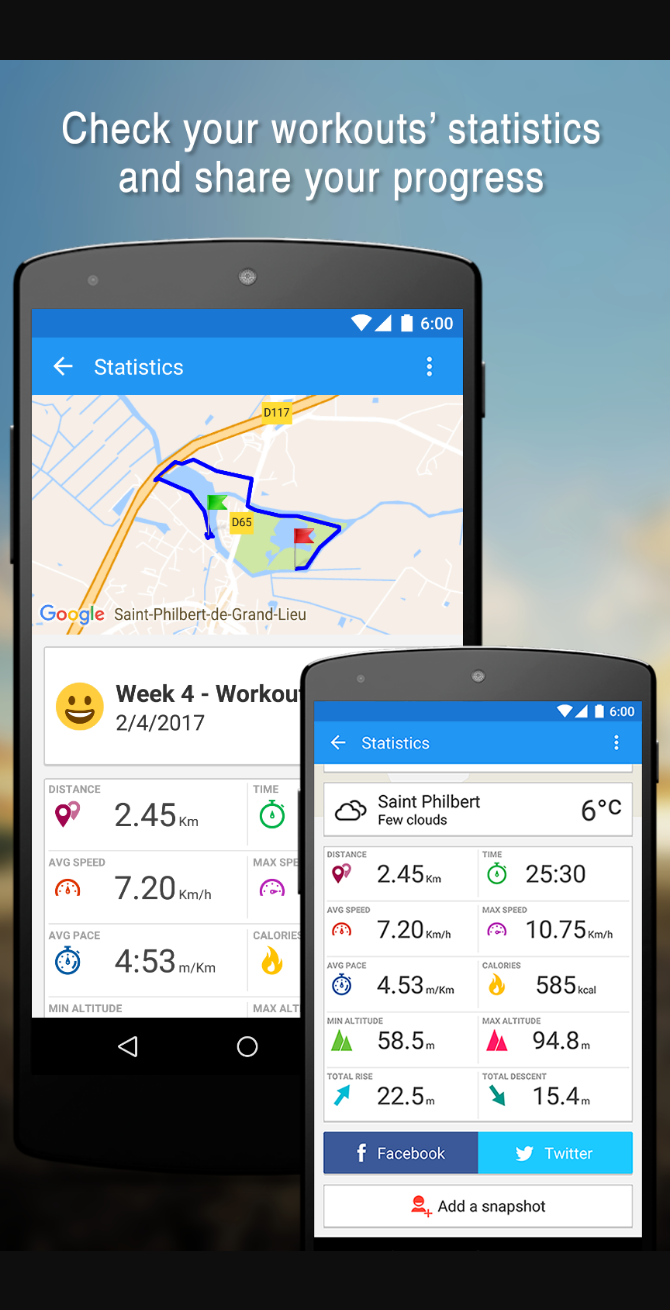 Check your workouts’ statistics
and share your progress
6:00
Statistics
D117
D65
Google Saint-Philbert-de-Grand-Lieu
Week 4 - Workou
2/4/2017
DISTANCE TIME
2.45 Km
AVG SPEED MAX SPE
7.20 Km/h
AVG PACE CALORIES
4:53 m/Km
MIN ALTITUDE MAX ALT
6:00
Statistics
Saint Philbert
Few clouds
6°C
DISTANCE TIME
2.45 Km 25:30
AVG SPEED MAX SPEED
7.20 Km/h 10.75 Km/h
AVG PACE CALORIES
4.53 m/Km 585 kcal
MIN ALTITUDE MAX ALTITUDE
58.5 m 94.8 m
TOTAL RISE TOTAL DESCENT
22.5 m 15.4 m
f Facebook Twitter
Add a snapshot